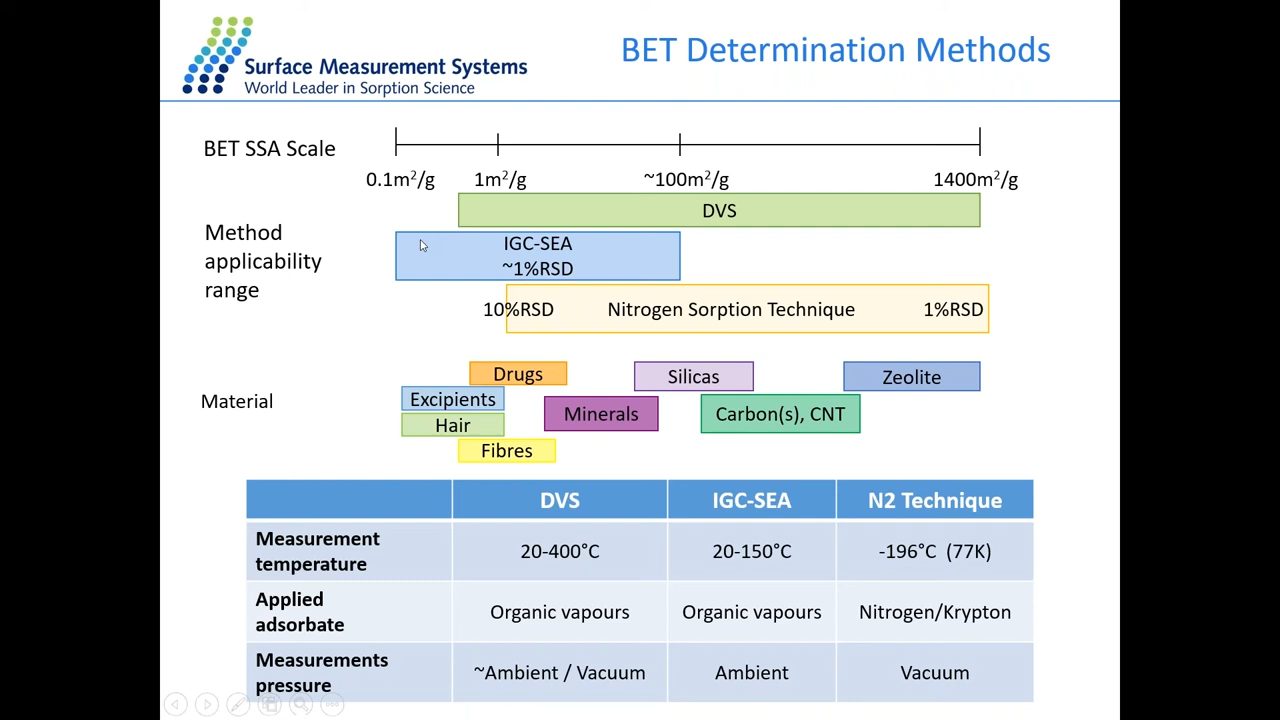 Surface Measurement Systems
World Leader in Sorption Science
BET Determination Methods
BET SSA Scale
0.1m²/g 1m²/g ~100m²/g 1400m²/g
DVS
Method
applicability
range
IGC-SEA
~1%RSD
10%RSD Nitrogen Sorption Technique 1%RSD
Material
Drugs Silicas Zeolite
Excipients
Minerals Carbon(s), CNT
Hair
Fibres
DVS IGC-SEA N2 Technique
Measurement
temperature
20-400°C 20-150°C -196°C (77K)
Applied
adsorbate
Organic vapours Organic vapours Nitrogen/Krypton
Measurements
pressure
~Ambient / Vacuum Ambient Vacuum